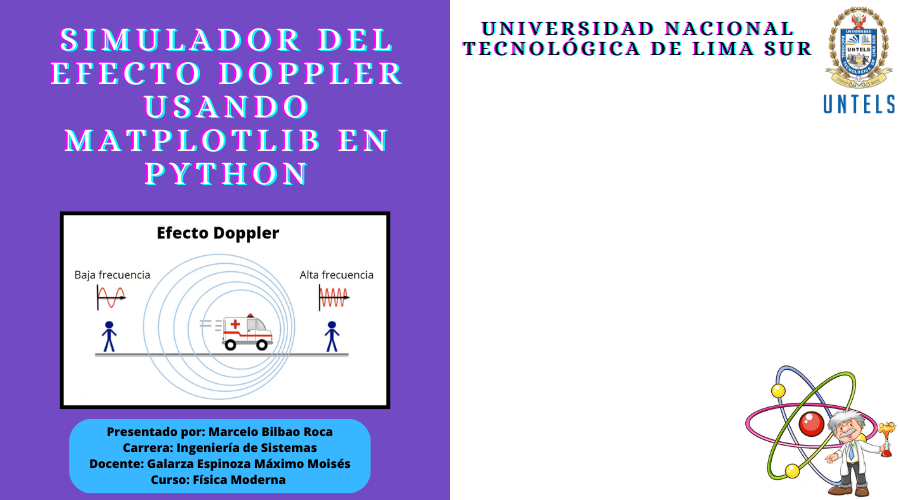 SIMULADOR DEL
EFECTO DOPPLER
USANDO
MATPLOTLIB EN
PYTHON
Efecto Doppler
Baja frecuencia
Alta frecuencia
Presentado por: Marcelo Bilbao Roca
Carrera: Ingeniería de Sistemas
Docente: Galarza Espinoza Máximo Moisés
Curso: Física Moderna
UNIVERSIDAD NACIONAL
TECNOLÓGICA DE LIMA SUR
UNTELS
UNTELS